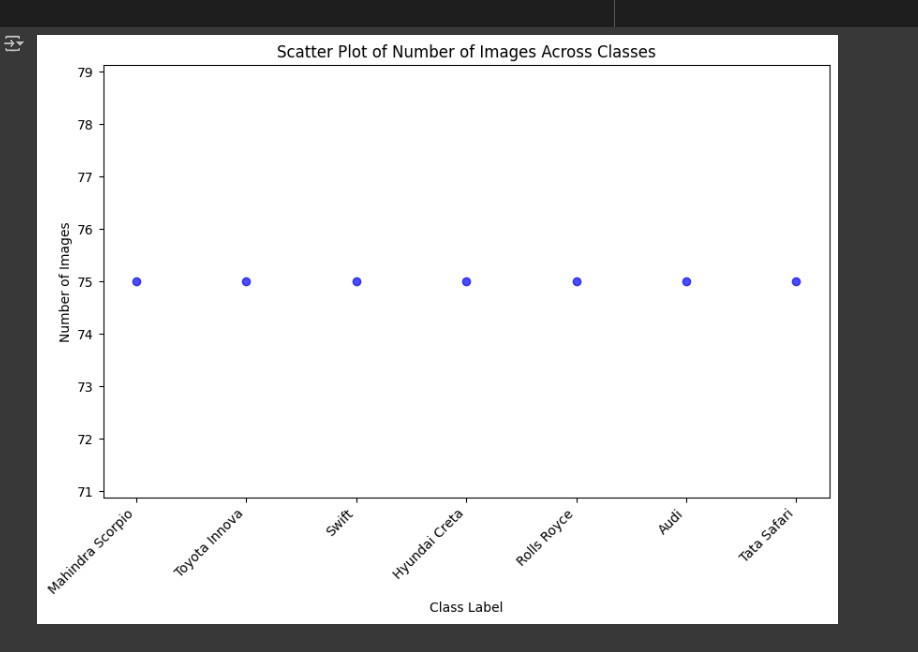 Scatter Plot of Number of Images Across Classes
79
78
77
76
75
74
73
72
71
Number of Images
Mahindra Scorpio
Toyota Innova
Swift
Hyundai Creta
Rolls Royce
Audi
Tata Safari
Class Label